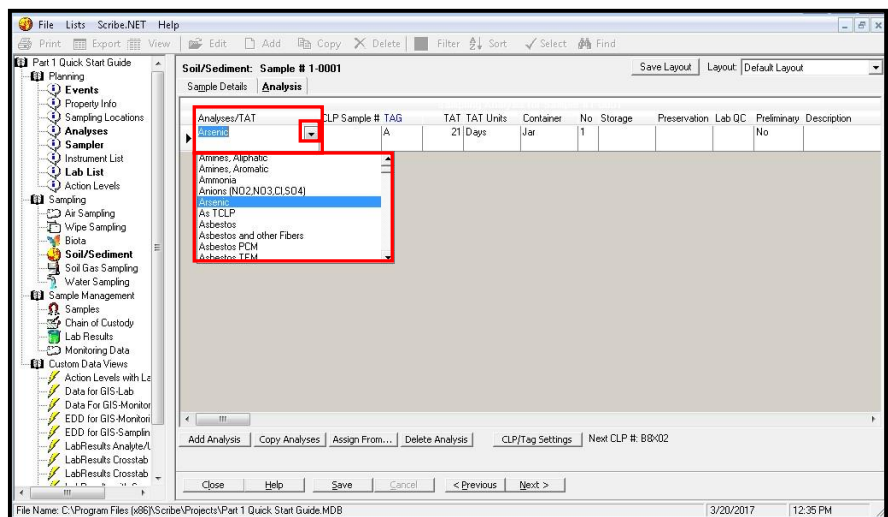 File Lists Scribe.NET Help
Print Export View Edit Add Copy Delete Filter Sort Select Find
Part 1 Quick Start Guide
Planning
Events
Property Info
Sampling Locations
Analyses
Sampler
Instrument List
Lab List
Action Levels
Sampling
Air Sampling
Wipe Sampling
Biota
Soil/Sediment
Soil Gas Sampling
Water Sampling
Sample Management
Samples
Chain of Custody
Lab Results
Monitoring Data
Custom Data Views
Action Levels with La
Data for GIS-Lab
Data For GIS-Monitor
EDD for GIS-Monitori
EDD for GIS-Samplin
LabResults Analyte/L
LabResults Crosstab
LabResults Crosstab
Soil/Sediment: Sample # 1-0001
Save Layout Layout: Default Layout
Sample Details Analysis
Analyses/TAT CLP Sample # TAG TAT TAT Units Container No Storage Preservation Lab QC Preliminary Description
Arsenic A 21 Days Jar 1 No
Amines, Aliphatic
Amines, Aromatic
Ammonia
Anions (NO2,NO3,Cl,SO4)
Arsenic
As TCLP
Asbestos
Asbestos and other Fibers
Asbestos PCM
Asbestos TEM
Add Analysis Copy Analyses Assign From... Delete Analysis CLP/Tag Settings Next CLP #: B8X02
Close Help Save Cancel < Previous Next >
File Name: C:\Program Files (x86)\Scribe\Projects\Part 1 Quick Start Guide.MDB 3/20/2017 12:35 PM